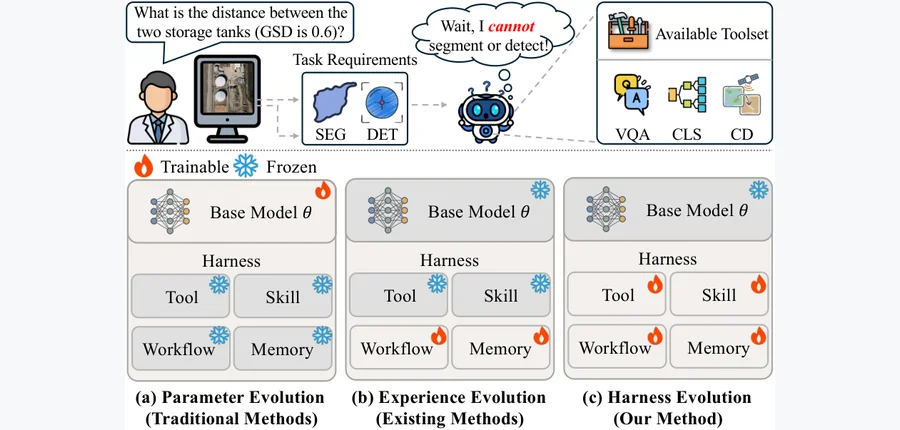 What is the distance between the
two storage tanks (GSD is 0.6)?
Wait, I cannot
segment or detect!
Available Toolset
Task Requirements
SEG DET
VQA CLS CD
Q A
Trainable Frozen
Base Model θ
Harness
Tool Skill
Workflow Memory
(a) Parameter Evolution
(Traditional Methods)
Base Model θ
Harness
Tool Skill
Workflow Memory
(b) Experience Evolution
(Existing Methods)
Base Model θ
Harness
Tool Skill
Workflow Memory
(c) Harness Evolution
(Our Method)